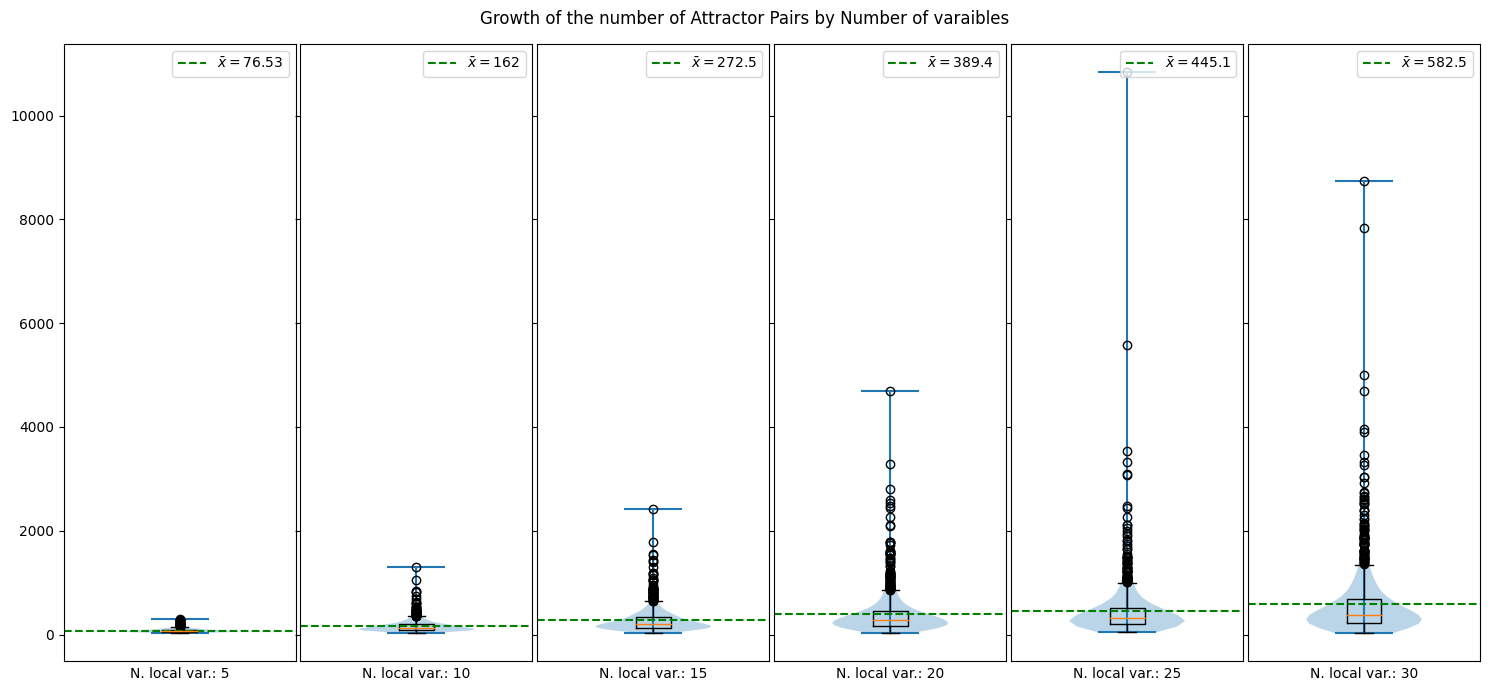 Growth of the number of Attractor Pairs by Number of varaibles
x̄ = 76.53
x̄ = 162
x̄ = 272.5
x̄ = 389.4
x̄ = 445.1
x̄ = 582.5
10000
8000
6000
4000
2000
0
N. local var.: 5
N. local var.: 10
N. local var.: 15
N. local var.: 20
N. local var.: 25
N. local var.: 30